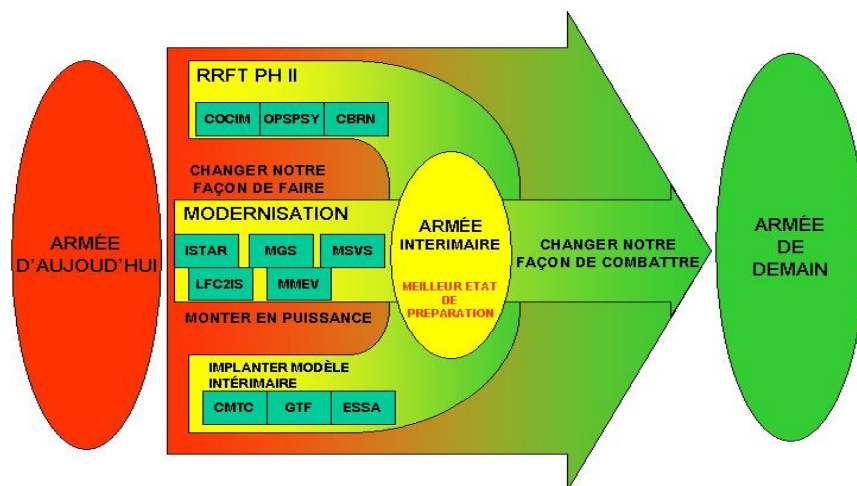 ARMÉE
D'AUJOUD'HUI
RRFT PH II
COCIM OPSPSY CBRN
CHANGER NOTRE
FAÇON DE FAIRE
MODERNISATION
ISTAR MGS MSVS
LFC2IS MMEV
MONTER EN PUISSANCE
IMPLANTER MODÈLE
INTÉRIMAIRE
CMTC GTF ESSA
ARMÉE
INTERIMAIRE
MEILLEUR ETAT
DE
PREPARATION
CHANGER NOTRE
FAÇON DE COMBATTRE
ARMÉE
DE
DEMAIN